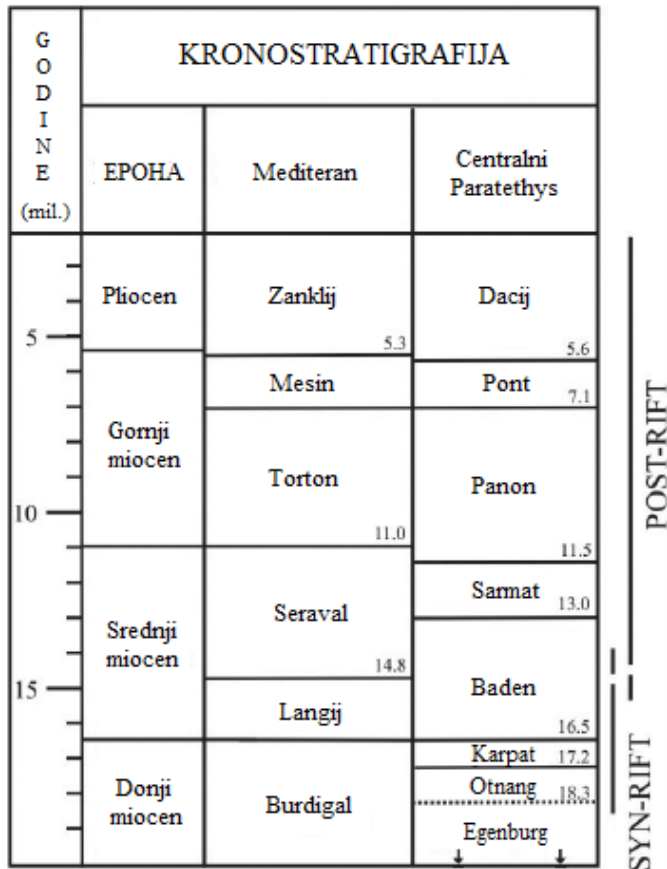 GODINE
(mil.)
KRONOSTRATIGRAFIJA
EPOHA
Mediteran
Centralni
Paratethys
5
10
15
Pliocen
Gornji
miocen
Srednji
miocen
Donji
miocen
Zanklij
5.3
Mesin
Torton
11.0
Seraval
14.8
Langij
Burdigal
Dacij
5.6
Pont
7.1
Panon
11.5
Sarmat
13.0
Baden
16.5
Karpat 17.2
Otnang 18.3
Egenburg
POST-RIFT
SYN-RIFT